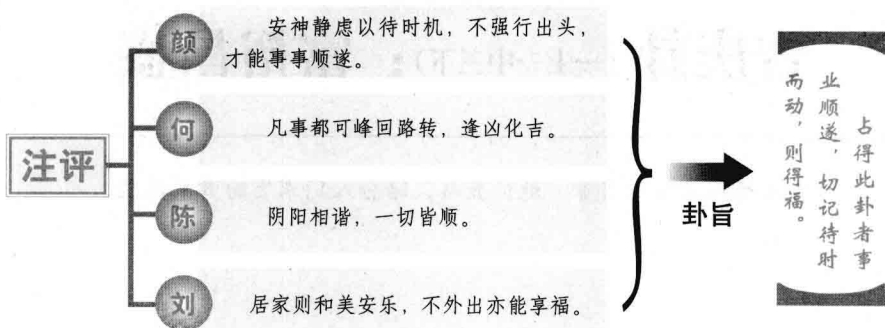 注评
颜
安神静虑以待时机，不强行出头，
才能事事顺遂。
何
凡事都可峰回路转，逢凶化吉。
陈
阴阳相谐，一切皆顺。
刘
居家则和美安乐，不外出亦能享福。
卦旨
占得此卦者事
业顺遂，切记待时
而动，则得福。